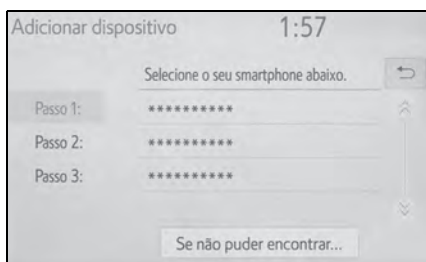 Adicionar dispositivo 1:57
Selecione o seu smartphone abaixo.
Passo 1: **********
Passo 2: **********
Passo 3: **********
Se não puder encontrar...